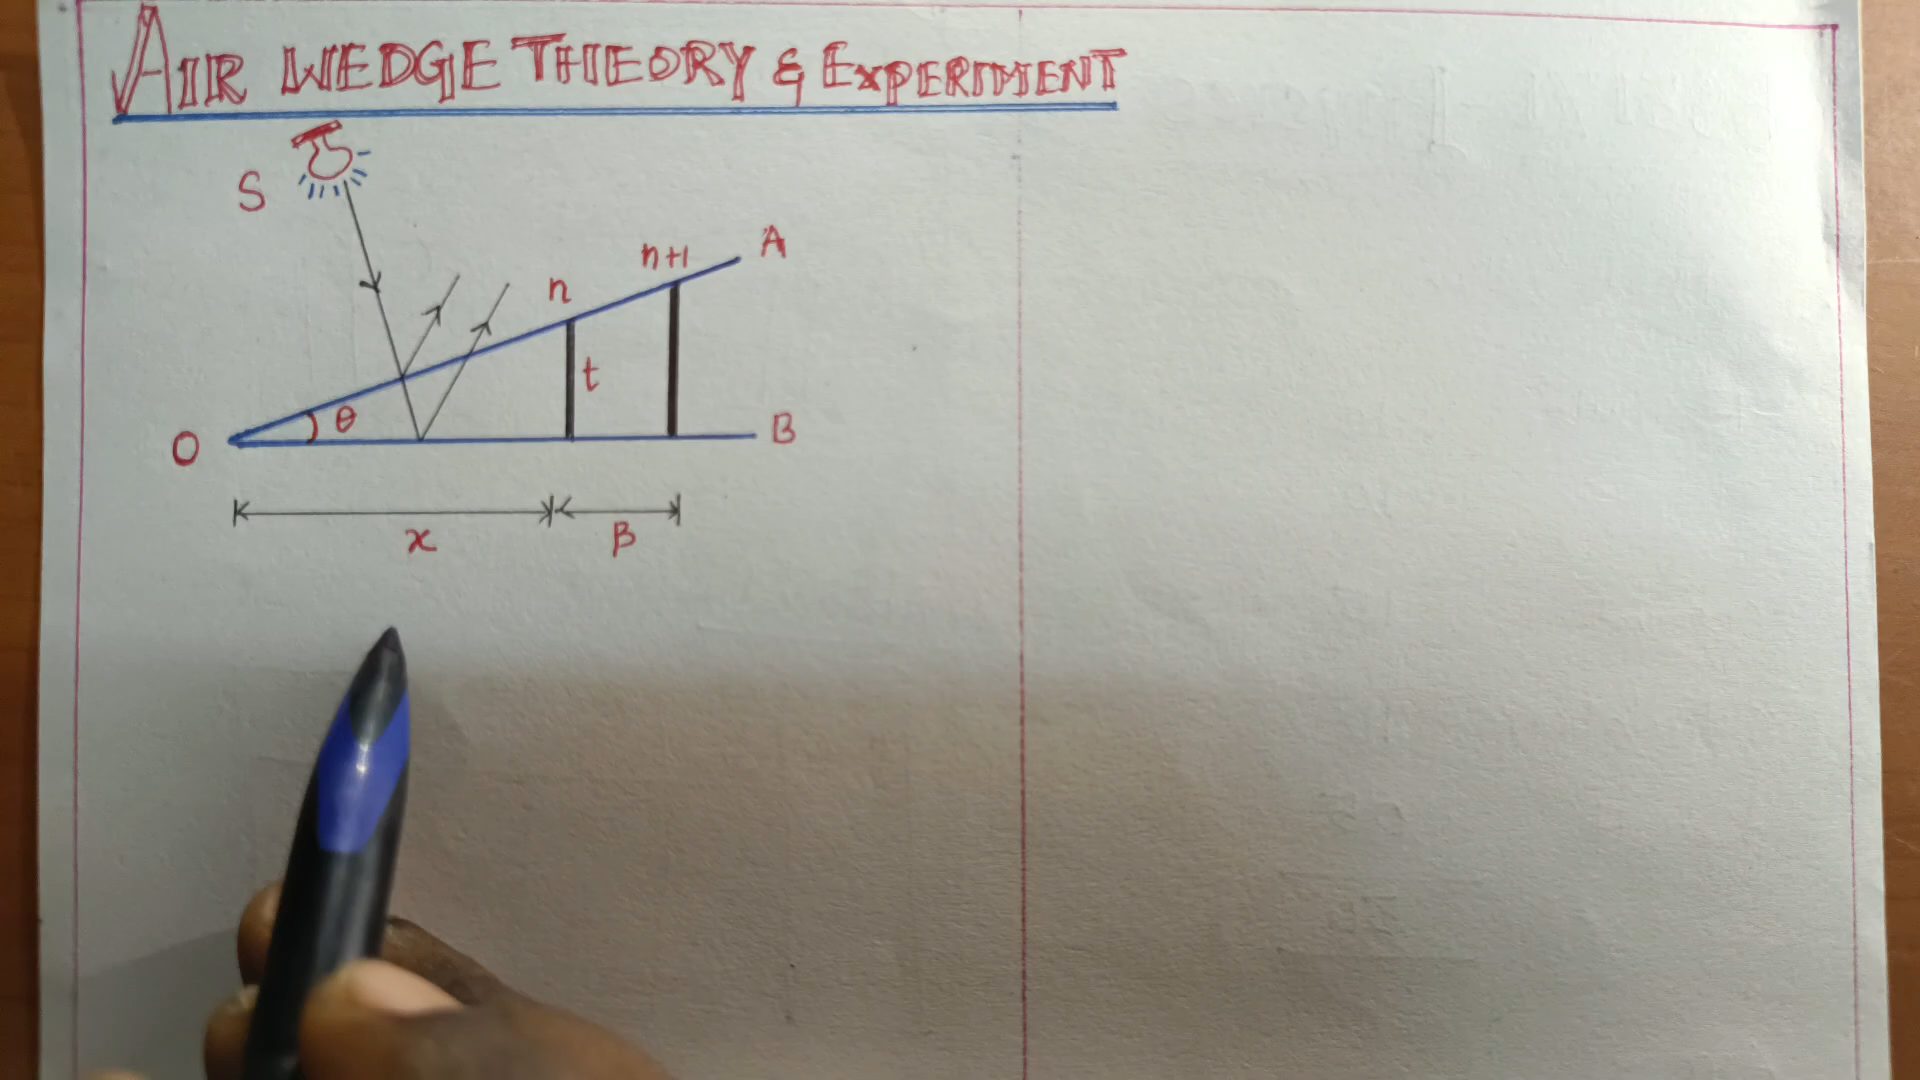 AIR WEDGE THEORY & EXPERIMENT
S
A
n+1
n
t
θ
O
B
x
β